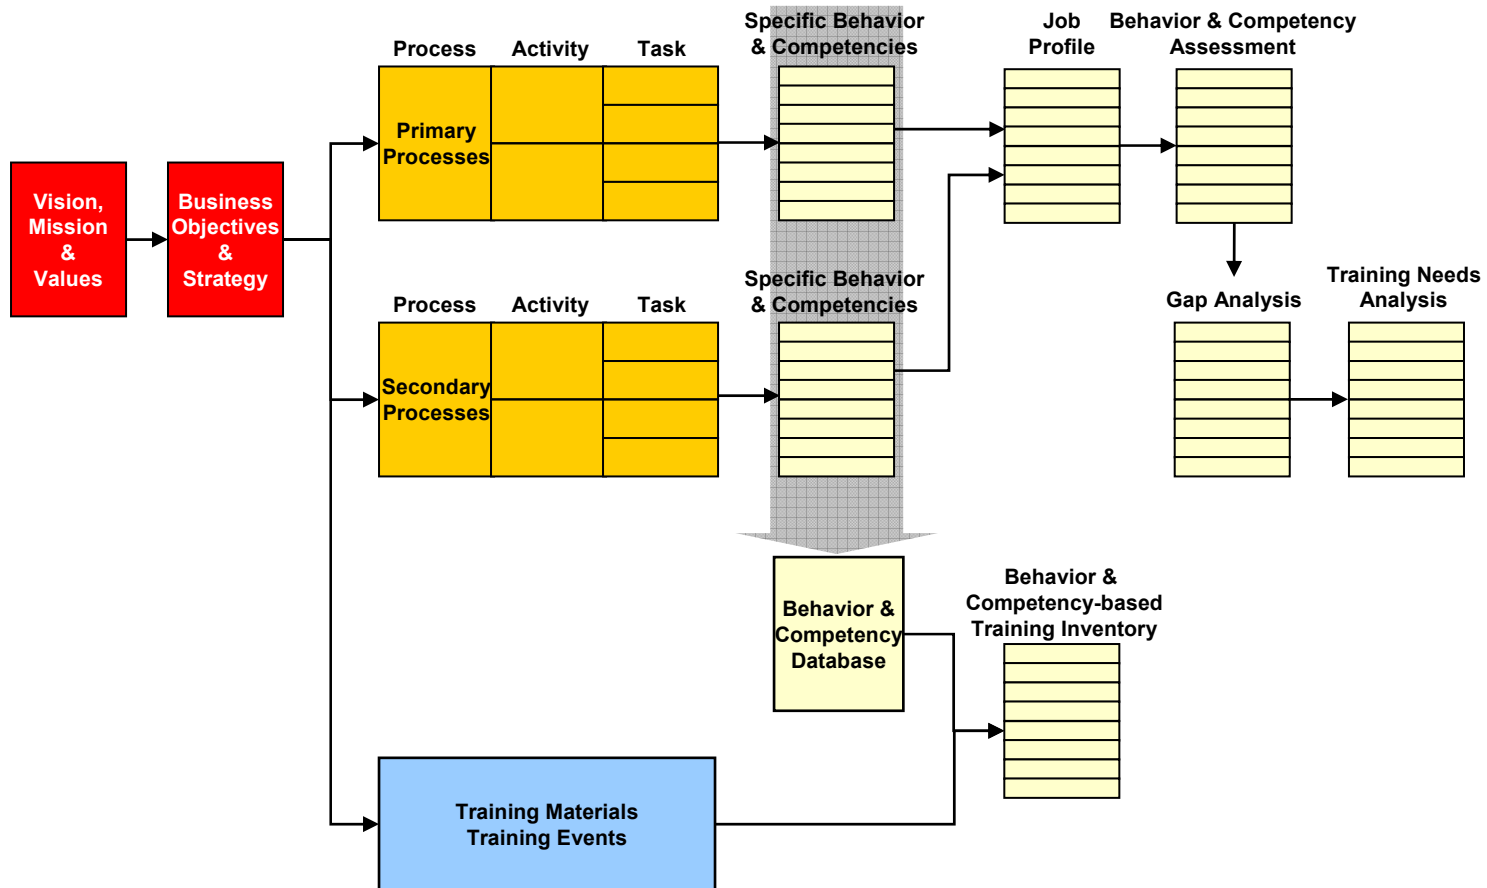 Specific Behavior
& Competencies
Job
Profile
Behavior & Competency
Assessment
Process
Activity
Task
Primary
Processes
Vision,
Mission
&
Values
Business
Objectives
&
Strategy
Specific Behavior
& Competencies
Process
Activity
Task
Secondary
Processes
Gap Analysis
Training Needs
Analysis
Behavior &
Competency
Database
Behavior &
Competency-based
Training Inventory
Training Materials
Training Events